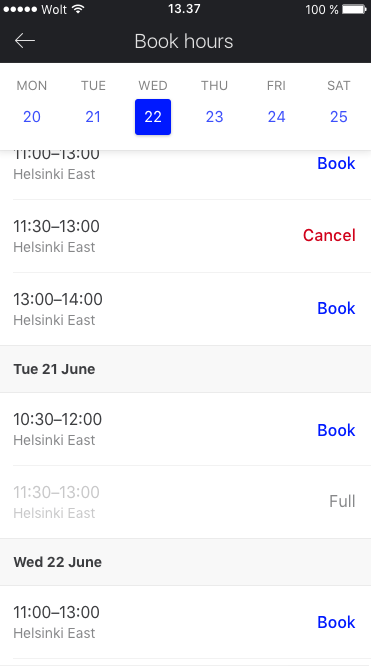 Wolt 13.37 100 %
Book hours
MON TUE WED THU FRI SAT
20 21 22 23 24 25
11:00–13:00
Helsinki East
Book
11:30–13:00
Helsinki East
Cancel
13:00–14:00
Helsinki East
Book
Tue 21 June
10:30–12:00
Helsinki East
Book
11:30–13:00
Helsinki East
Full
Wed 22 June
11:00–13:00
Helsinki East
Book